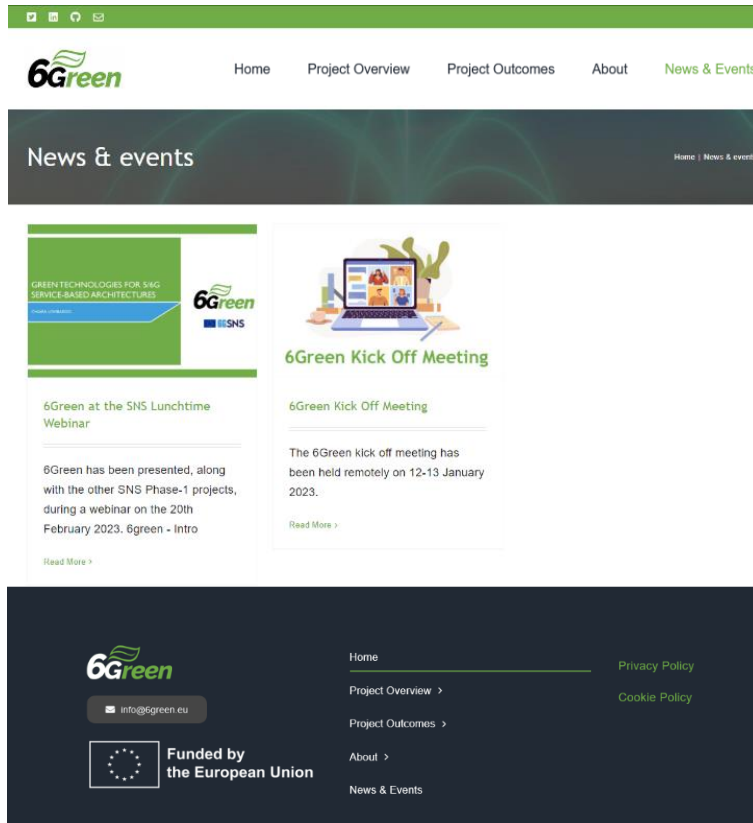 6Green
Home Project Overview Project Outcomes About News & Events
News & events
Home | News & event
GREEN TECHNOLOGIES FOR 5/6G
SERVICE-BASED ARCHITECTURES
6Green
SNS
6Green Kick Off Meeting
6Green at the SNS Lunchtime
Webinar
6Green has been presented, along
with the other SNS Phase-1 projects,
during a webinar on the 20th
February 2023. 6green - Intro
Read More >
6Green Kick Off Meeting
The 6Green kick off meeting has
been held remotely on 12-13 January
2023.
Read More >
6Green
info@6green.eu
Funded by
the European Union
Home
Project Overview >
Project Outcomes >
About >
News & Events
Privacy Policy
Cookie Policy